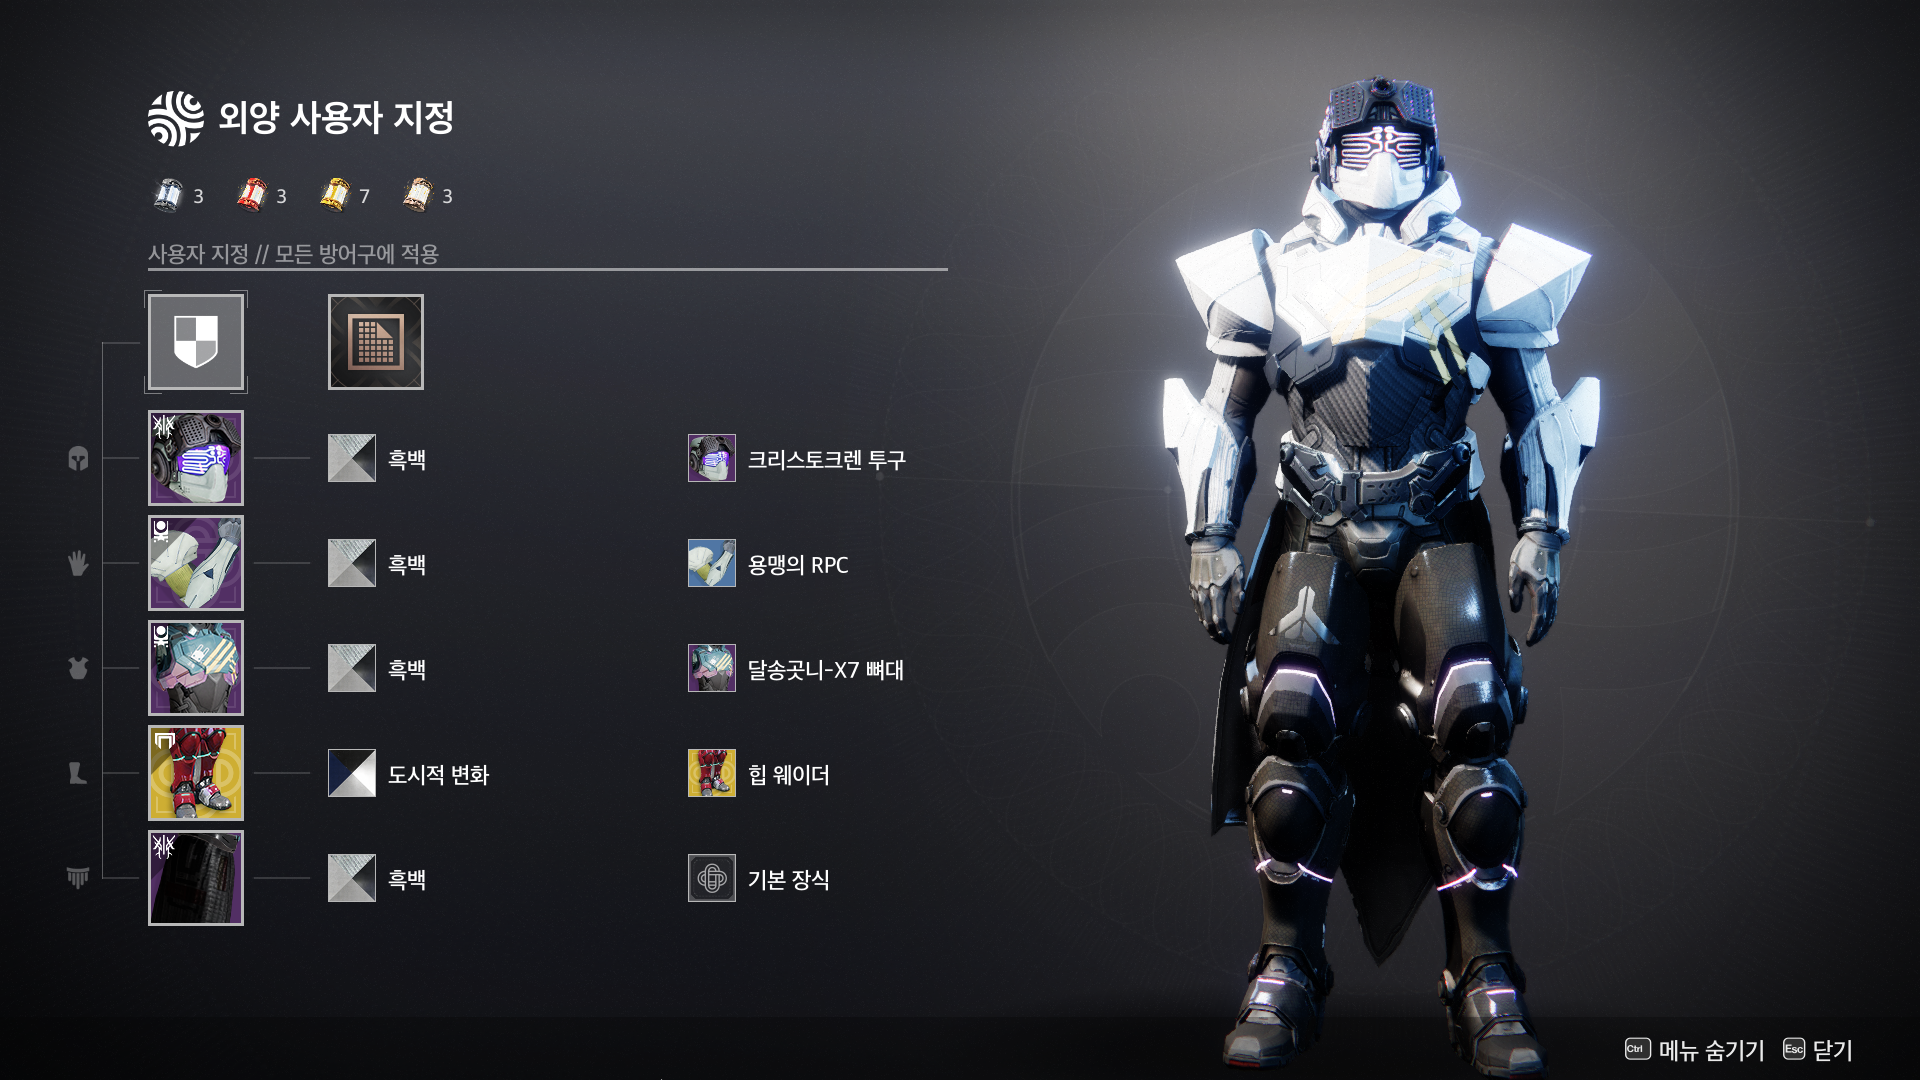 외양 사용자 지정
3 3 7 3
사용자 지정 // 모든 방어구에 적용
흑백 크리스토크렌 투구
흑백 용맹의 RPC
흑백 달송곳니-X7 뼈대
도시적 변화 힙 웨이더
흑백 기본 장식
Ctrl 메뉴 숨기기 Esc 닫기